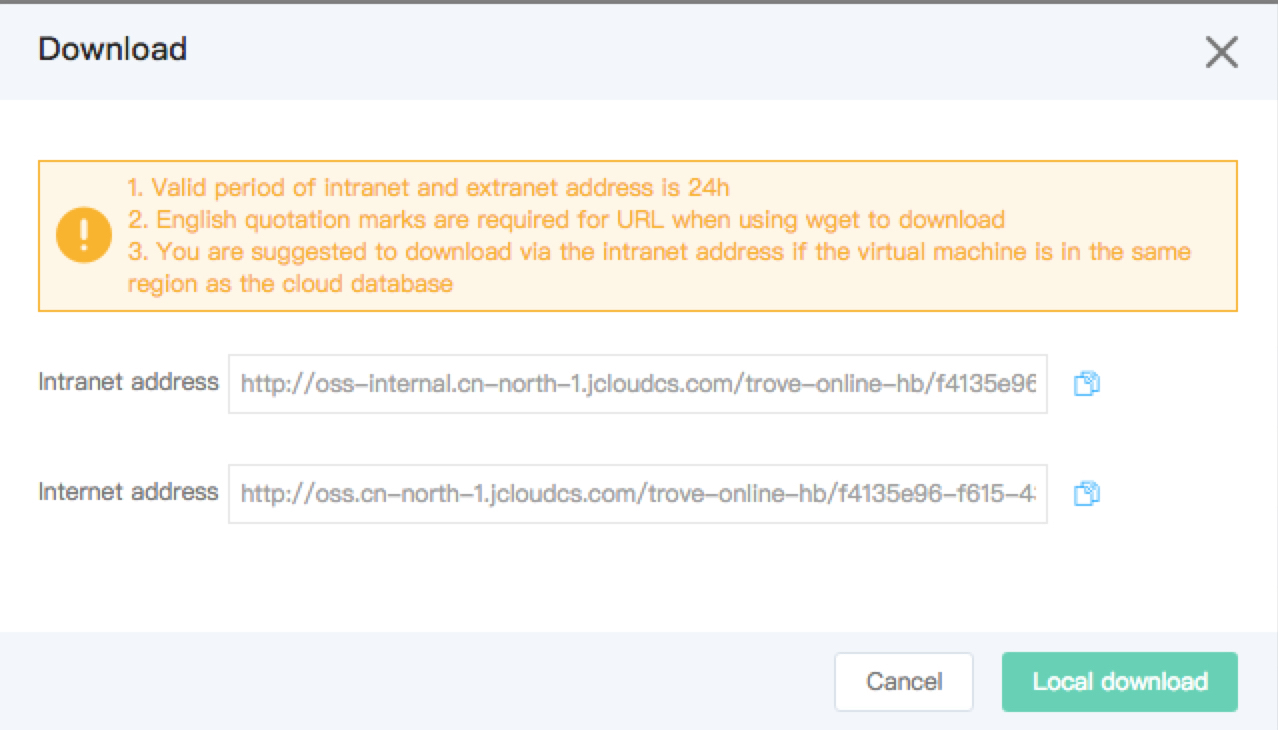 Download
1. Valid period of intranet and extranet address is 24h
2. English quotation marks are required for URL when using wget to download
3. You are suggested to download via the intranet address if the virtual machine is in the same
region as the cloud database
Intranet address http://oss-internal.cn-north-1.jcloudcs.com/trove-online-hb/f4135e96
Internet address http://oss.cn-north-1.jcloudcs.com/trove-online-hb/f4135e96-f615-4
Cancel Local download